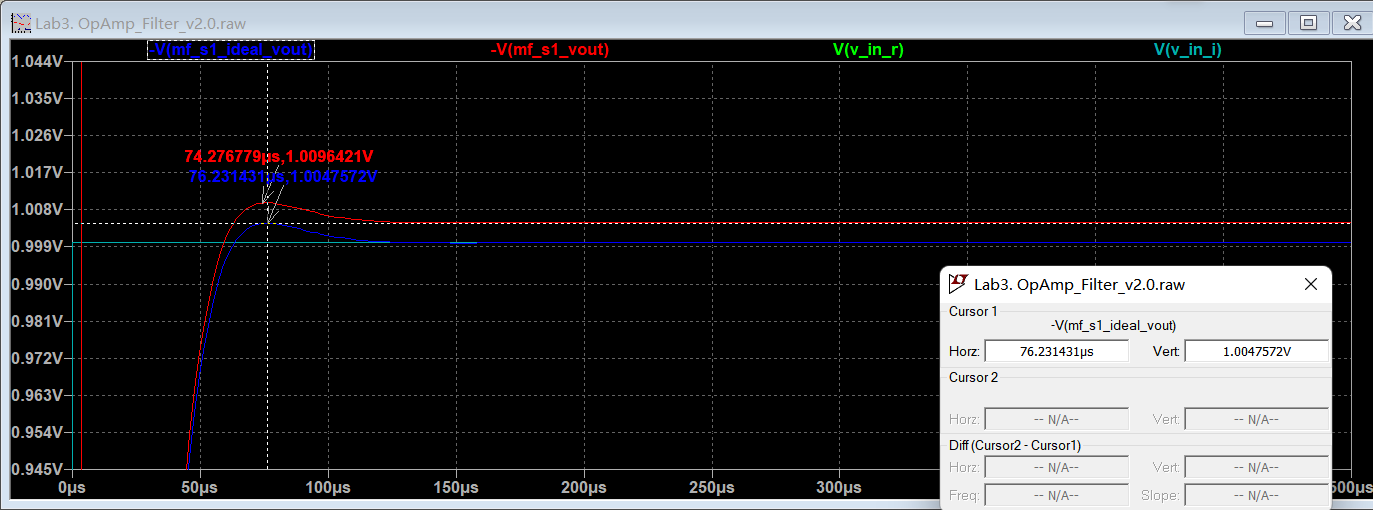 Lab3. OpAmp_Filter_v2.0.raw
-V(mf_s1_ideal_vout) -V(mf_s1_vout) V(v_in_r) V(v_in_i)
1.044V
1.035V
1.026V
1.017V
1.008V
0.999V
0.990V
0.981V
0.972V
0.963V
0.954V
0.945V
74.276779µs,1.0096421V
76.231431µs,1.0047572V
0µs 50µs 100µs 150µs 200µs 250µs 300µs 500µs
Lab3. OpAmp_Filter_v2.0.raw
Cursor 1
-V(mf_s1_ideal_vout)
Horz: 76.231431µs Vert: 1.0047572V
Cursor 2
Horz: -- N/A-- Vert: -- N/A--
Diff (Cursor2 - Cursor1)
Horz: -- N/A-- Vert: -- N/A--
Freq: -- N/A-- Slope: -- N/A--